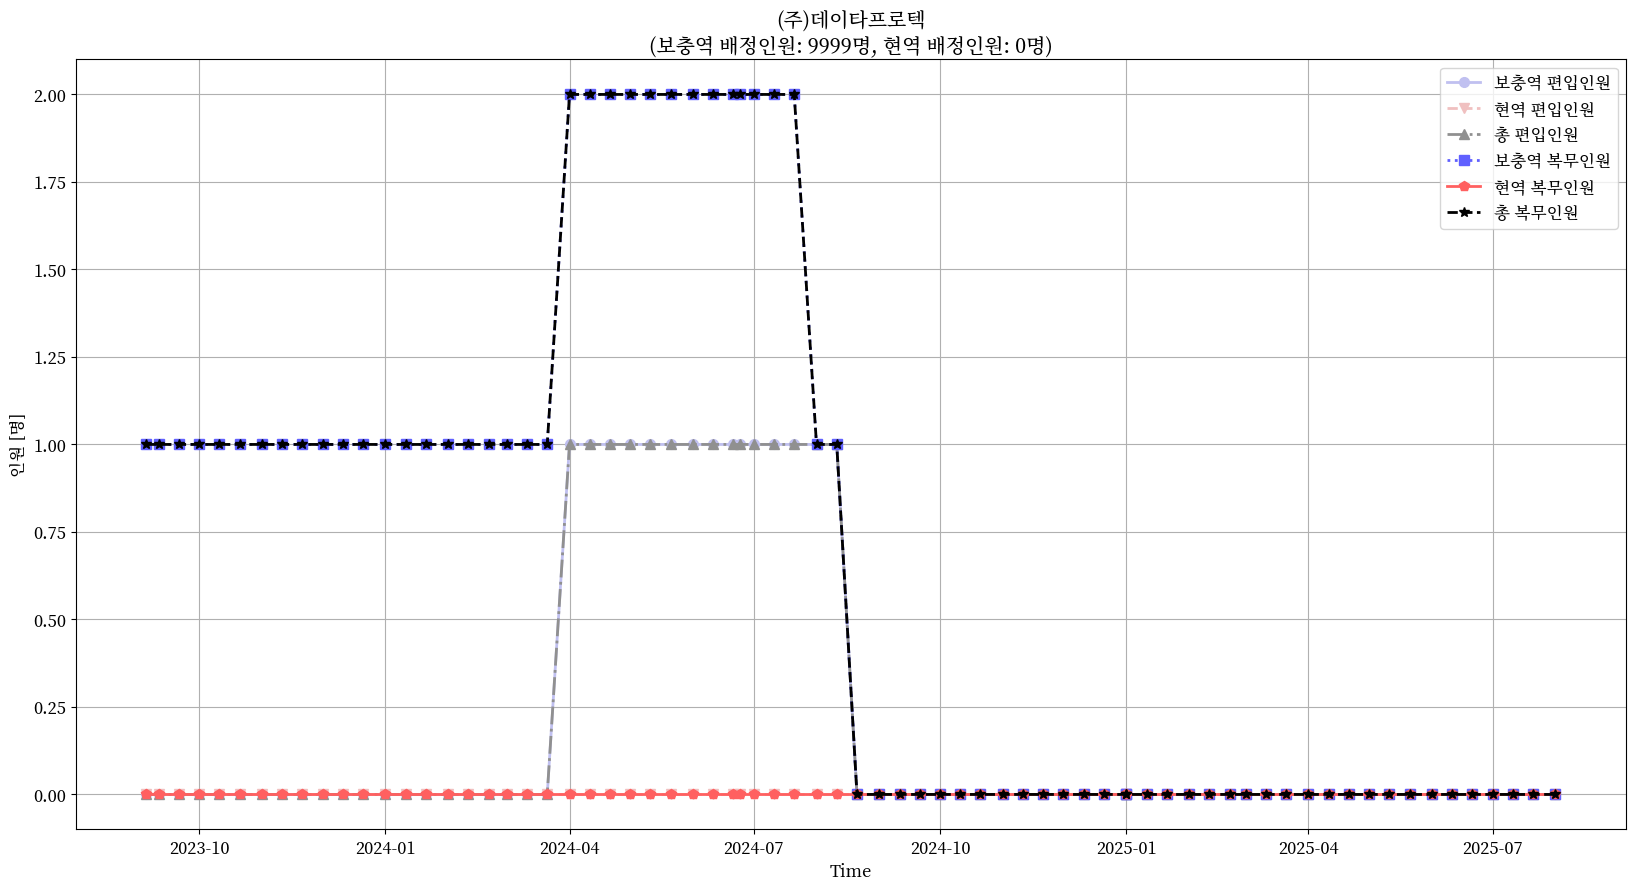 (주)데이타프로텍
(보충역 배정인원: 9999명, 현역 배정인원: 0명)
보충역 편입인원
현역 편입인원
총 편입인원
보충역 복무인원
현역 복무인원
총 복무인원
인원 [명]
2.00
1.75
1.50
1.25
1.00
0.75
0.50
0.25
0.00
2023-10
2024-01
2024-04
2024-07
2024-10
2025-01
2025-04
2025-07
Time